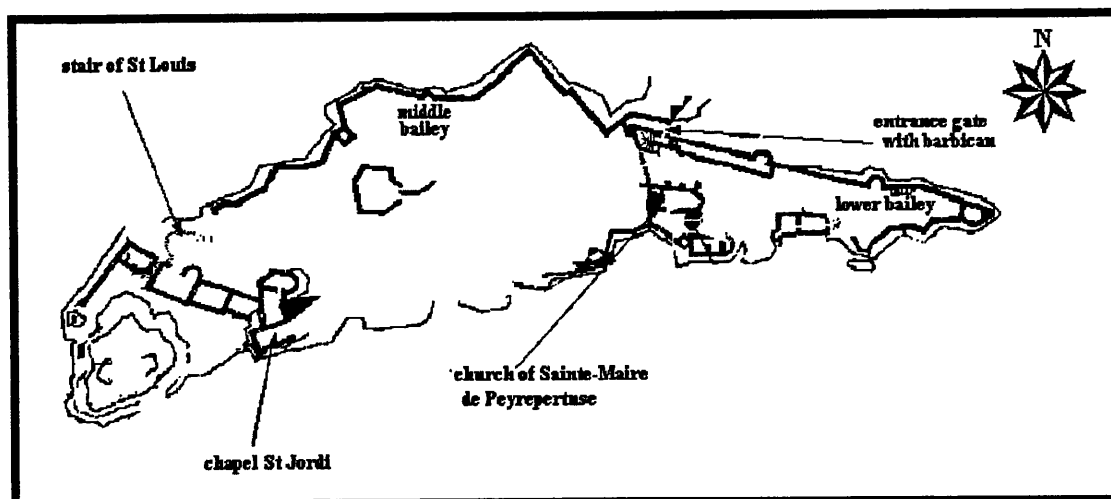 N
stair of St Louis
middle
bailey
entrance gate
with barbican
lower bailey
church of Sainte-Maire
de Peyrepertuse
chapel St Jordi